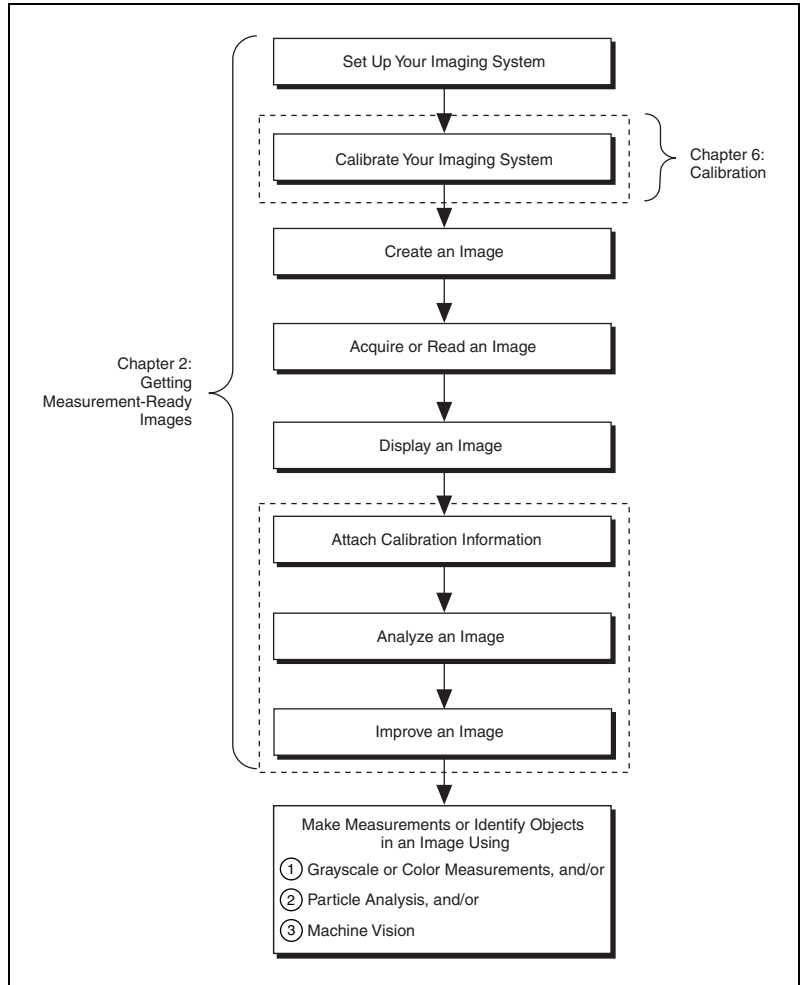 Set Up Your Imaging System
Calibrate Your Imaging System
Chapter 6:
Calibration
Create an Image
Acquire or Read an Image
Chapter 2:
Getting
Measurement-Ready
Images
Display an Image
Attach Calibration Information
Analyze an Image
Improve an Image
Make Measurements or Identify Objects
in an Image Using
1 Grayscale or Color Measurements, and/or
2 Particle Analysis, and/or
3 Machine Vision